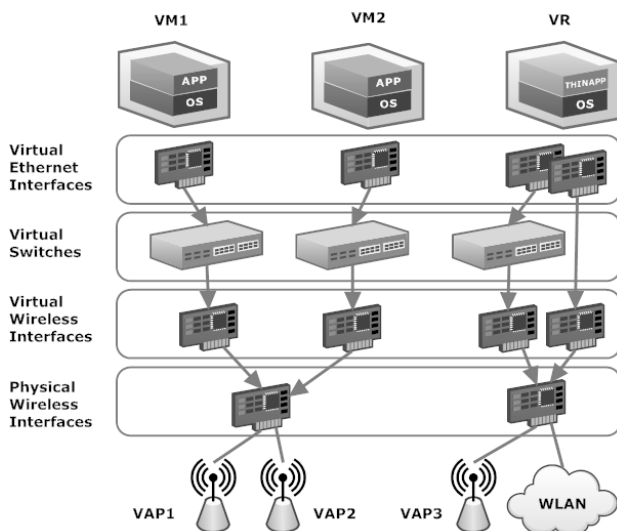 VM1
VM2
VR
APP
OS
APP
OS
THINAPP
OS
Virtual
Ethernet
Interfaces
Virtual
Switches
Virtual
Wireless
Interfaces
Physical
Wireless
Interfaces
VAP1
VAP2
VAP3
WLAN